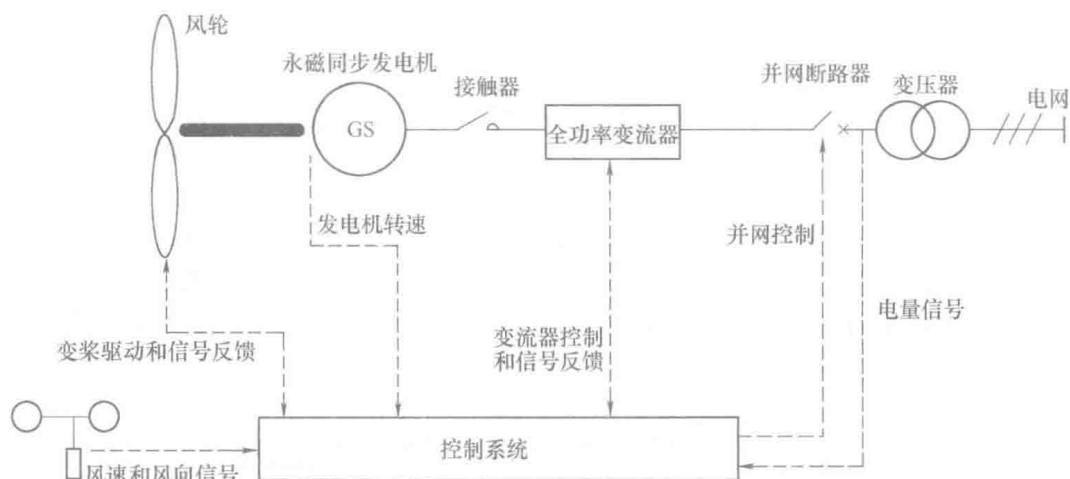 风轮
永磁同步发电机
接触器
并网断路器
变压器
电网
GS
全功率变流器
发电机转速
并网控制
电量信号
变桨驱动和信号反馈
变流器控制
和信号反馈
控制系统
风速和风向信号